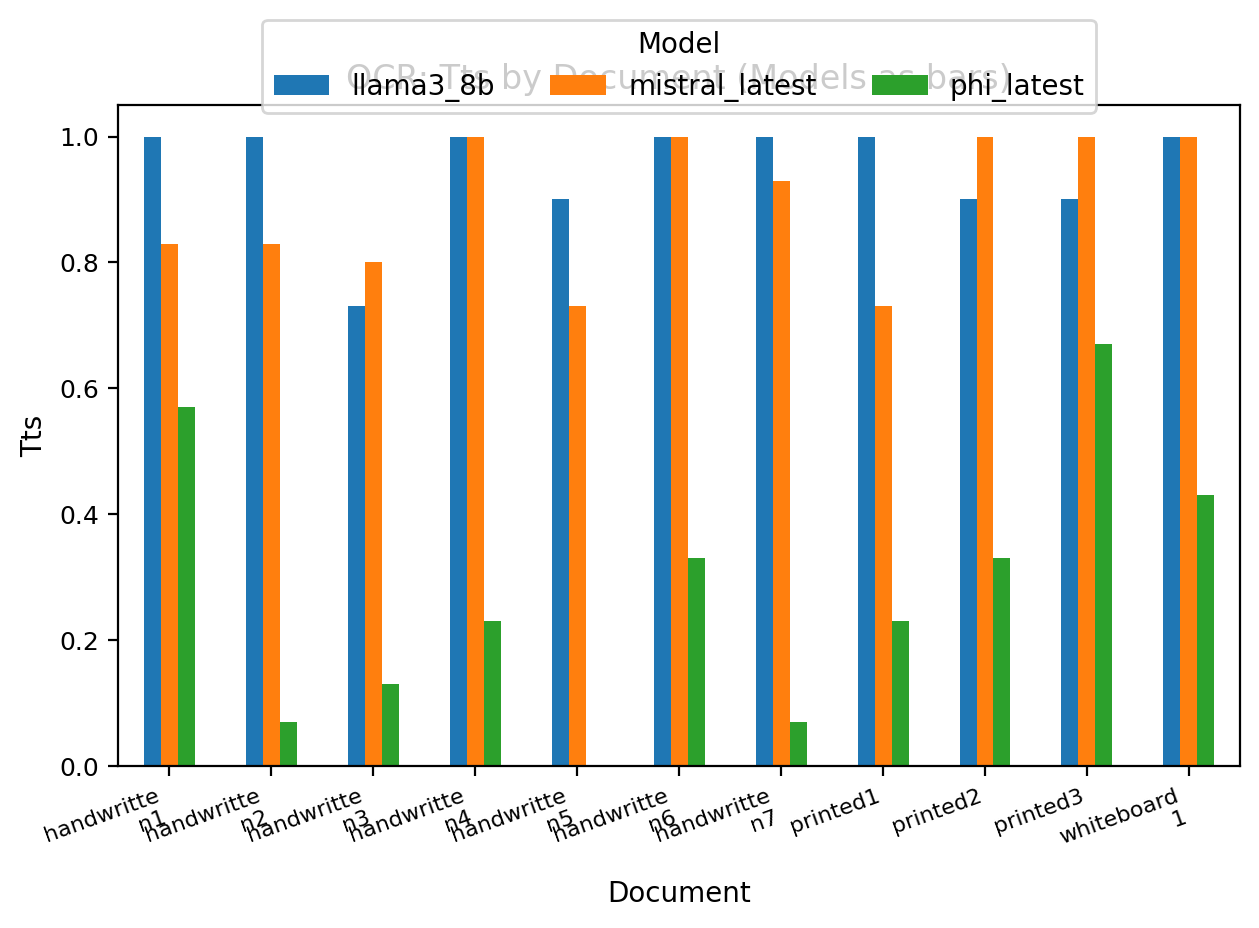 Model
OCR: Tts by Document (Models as bars)
llama3_8b mistral_latest phi_latest
1.0
0.8
0.6
0.4
0.2
0.0
Tts
handwritte
n1
handwritte
n2
handwritte
n3
handwritte
n4
handwritte
n5
handwritte
n6
handwritte
n7
printed1
printed2
printed3
whiteboard
1
Document